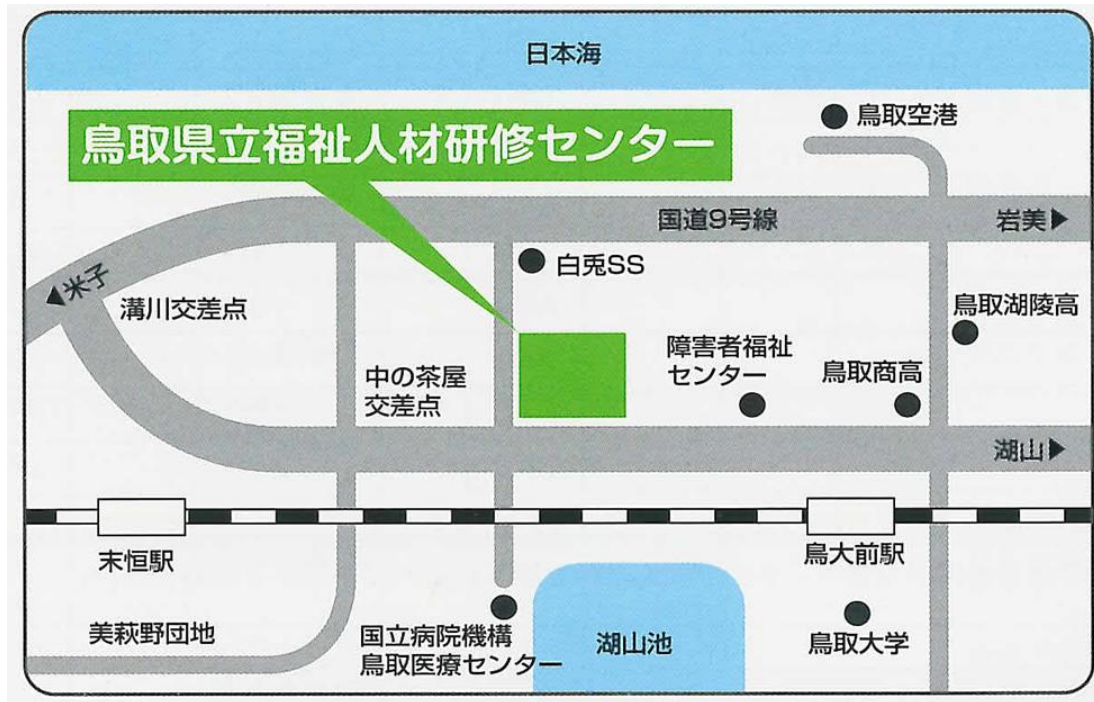 日本海
鳥取空港
鳥取県立福祉人材研修センター
国道9号線
岩美▶
白兎SS
◀米子
溝川交差点
鳥取湖陵高
障害者福祉
センター
鳥取商高
中の茶屋
交差点
湖山▶
末恒駅
鳥大前駅
美萩野団地
国立病院機構
鳥取医療センター
湖山池
鳥取大学